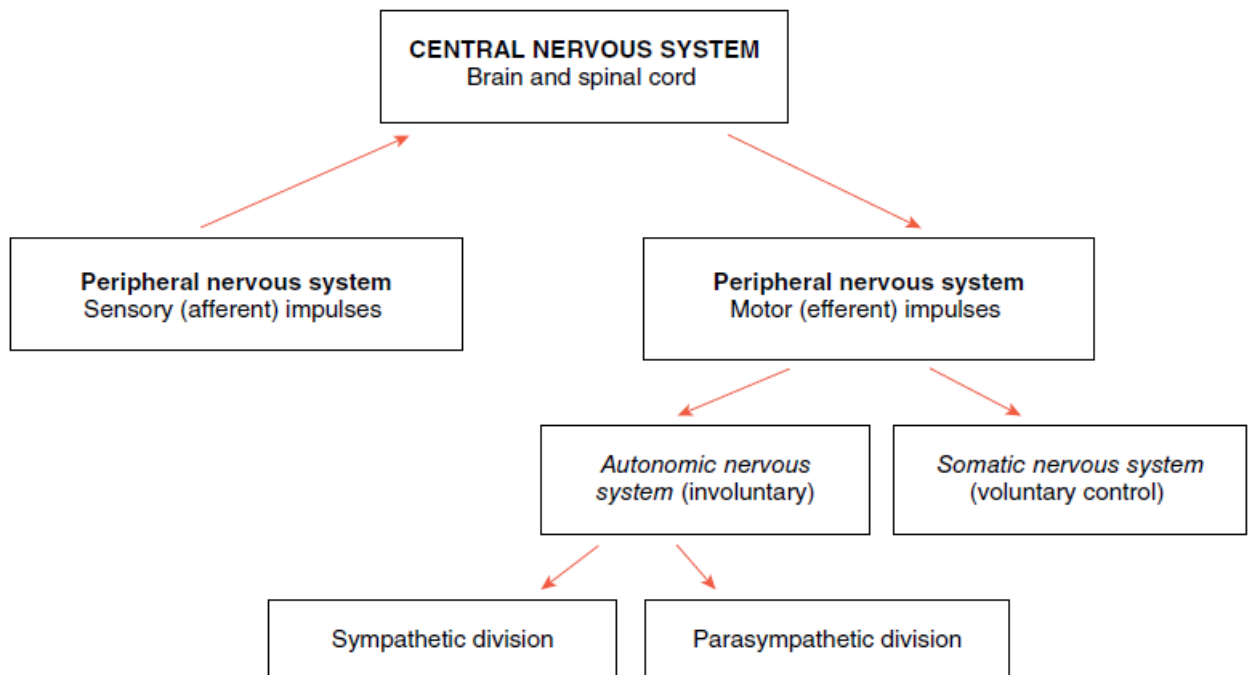 CENTRAL NERVOUS SYSTEM
Brain and spinal cord
Peripheral nervous system
Sensory (afferent) impulses
Peripheral nervous system
Motor (efferent) impulses
Autonomic nervous
system (involuntary)
Somatic nervous system
(voluntary control)
Sympathetic division
Parasympathetic division